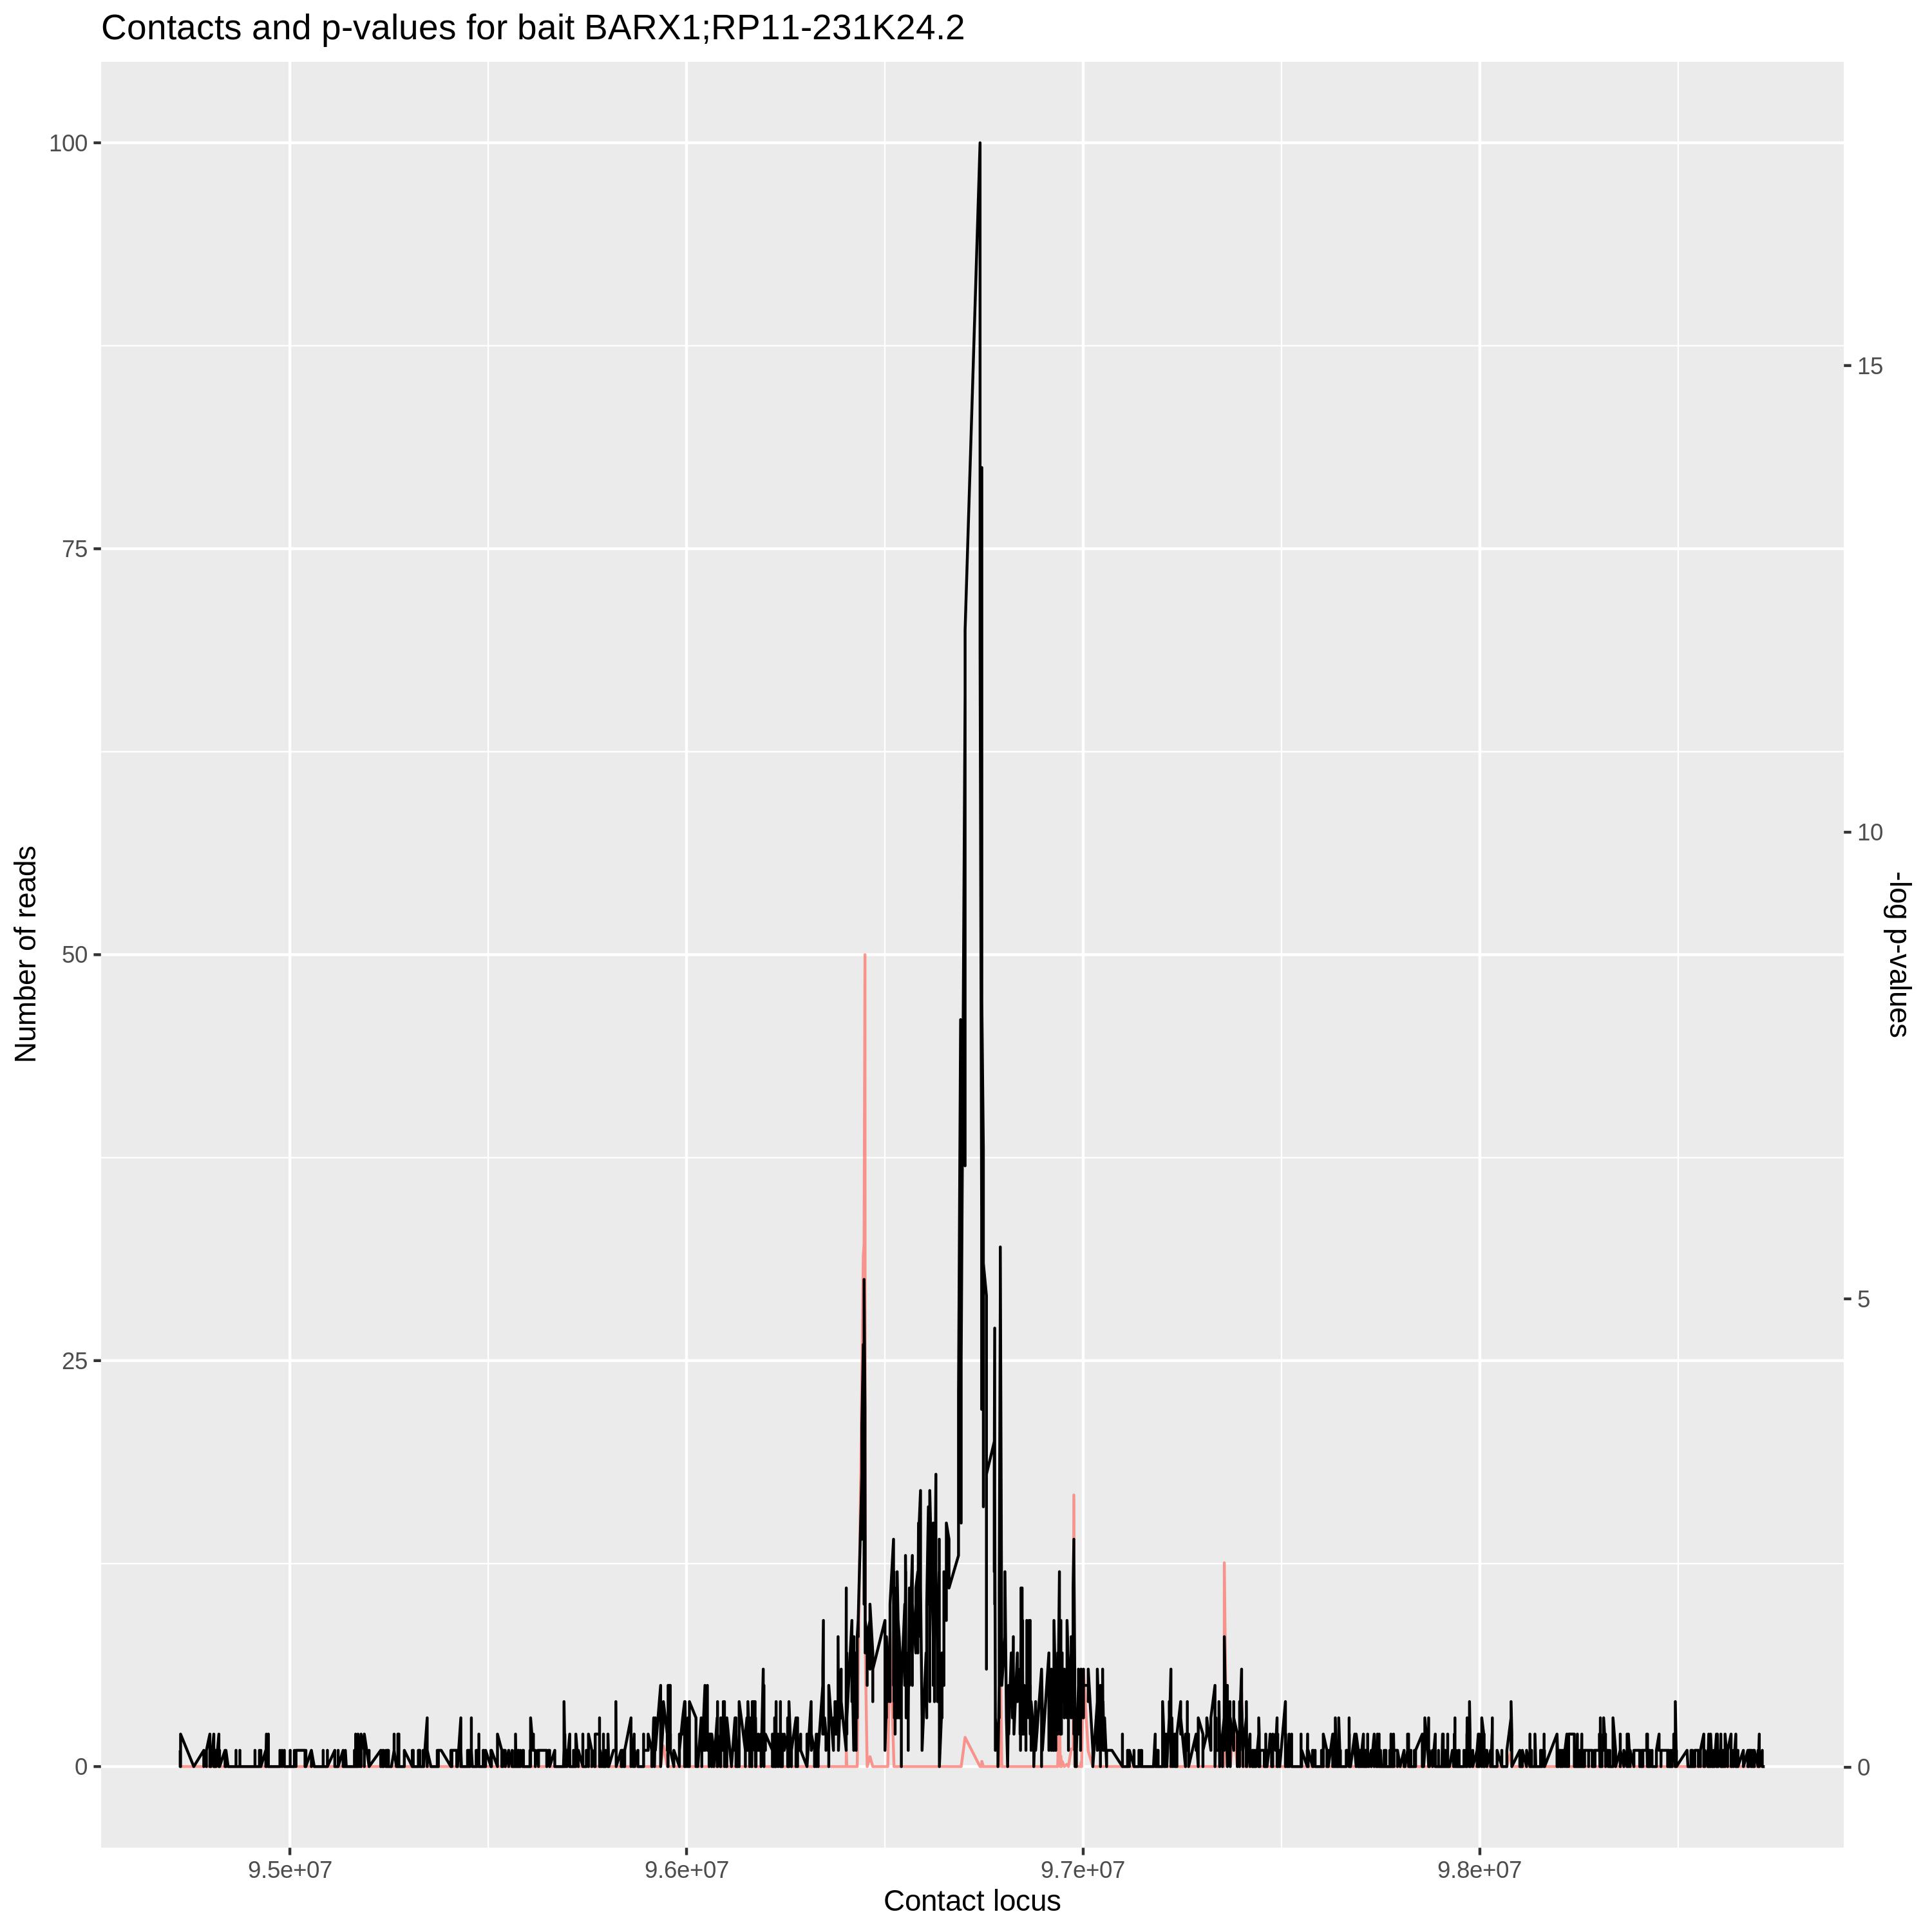 Contacts and p-values for bait BARX1;RP11-231K24.2
100
75
50
25
0
Number of reads
15
10
5
0
-log p-values
9.5e+07
9.6e+07
9.7e+07
9.8e+07
Contact locus